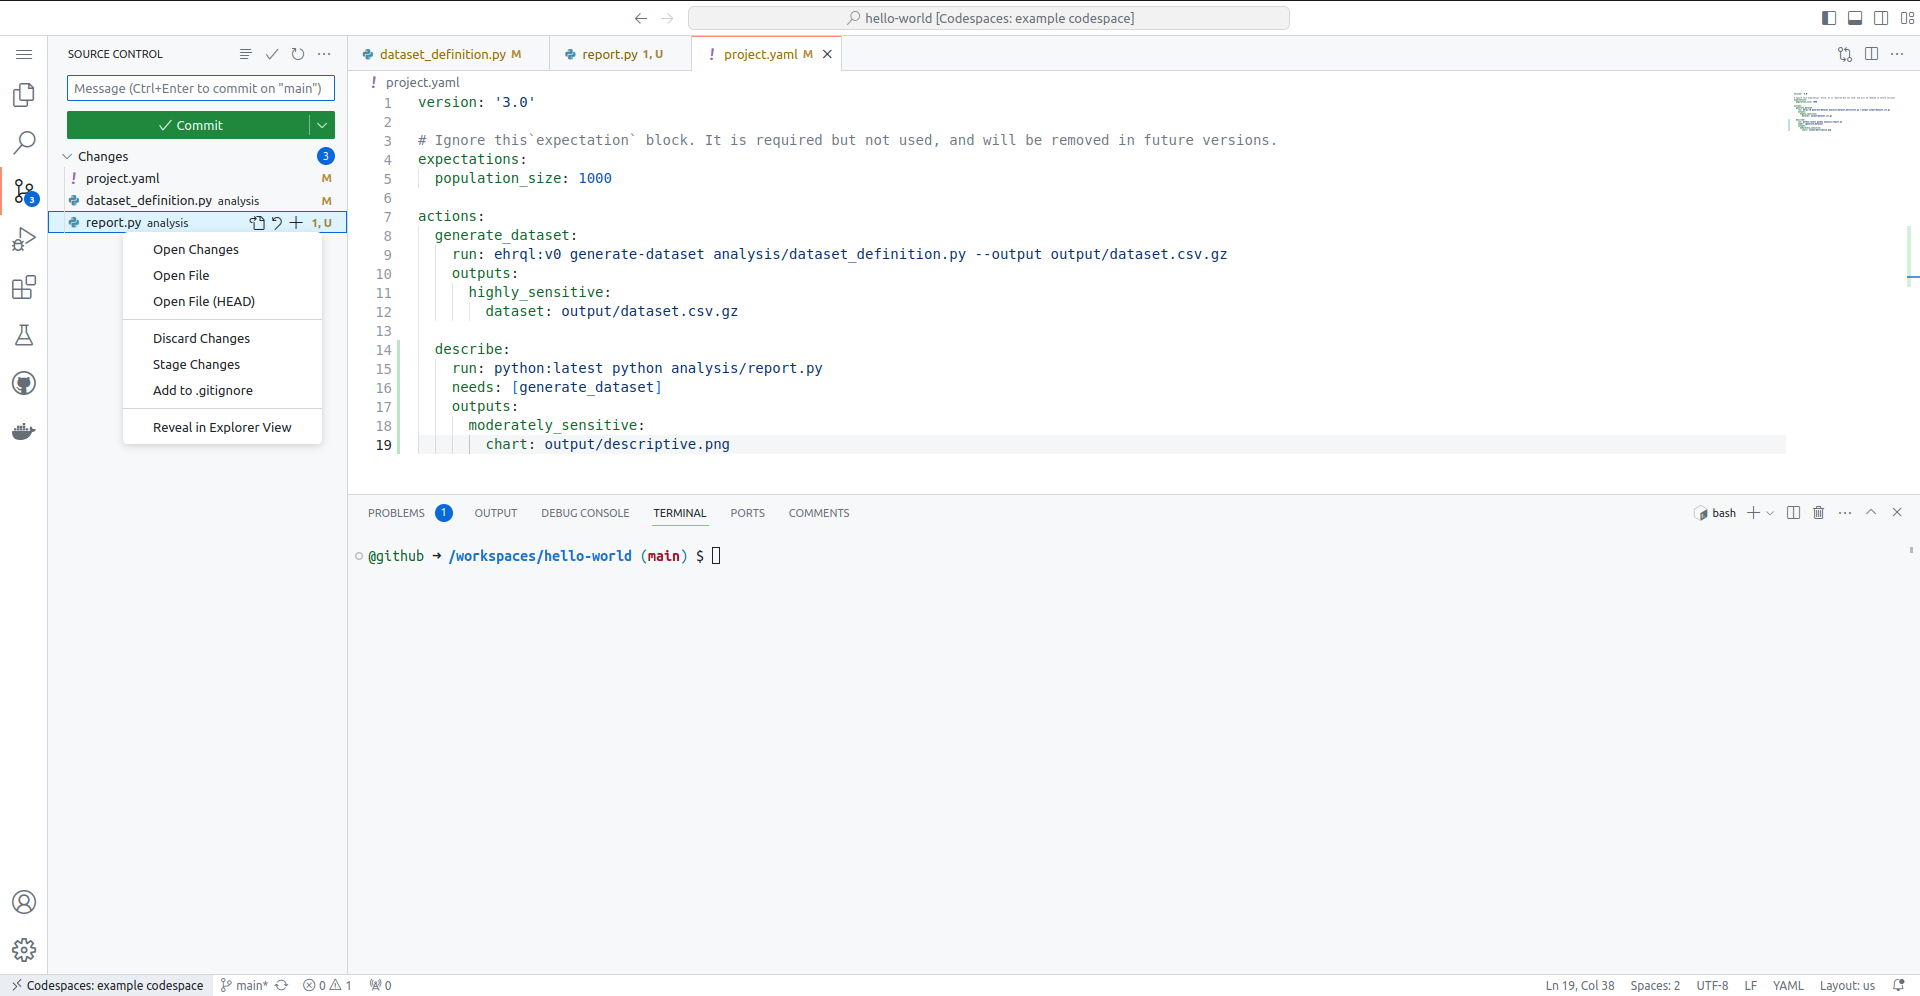 hello-world [Codespaces: example codespace]
SOURCE CONTROL
Message (Ctrl+Enter to commit on "main")
Commit
Changes 3
project.yaml M
dataset_definition.py analysis M
report.py analysis 1, U
3
Open Changes
Open File
Open File (HEAD)
Discard Changes
Stage Changes
Add to .gitignore
Reveal in Explorer View
dataset_definition.py M
report.py 1, U
! project.yaml M
! project.yaml
1 version: '3.0'
2
3 # Ignore this`expectation` block. It is required but not used, and will be removed in future versions.
4 expectations:
5 population_size: 1000
6
7 actions:
8 generate_dataset:
9 run: ehrql:v0 generate-dataset analysis/dataset_definition.py --output output/dataset.csv.gz
10 outputs:
11 highly_sensitive:
12 dataset: output/dataset.csv.gz
13
14 describe:
15 run: python:latest python analysis/report.py
16 needs: [generate_dataset]
17 outputs:
18 moderately_sensitive:
19 chart: output/descriptive.png
PROBLEMS 1 OUTPUT DEBUG CONSOLE TERMINAL PORTS COMMENTS
bash
@github ➜ /workspaces/hello-world (main) $
Codespaces: example codespace main* 0 1 0
Ln 19, Col 38 Spaces: 2 UTF-8 LF YAML Layout: us